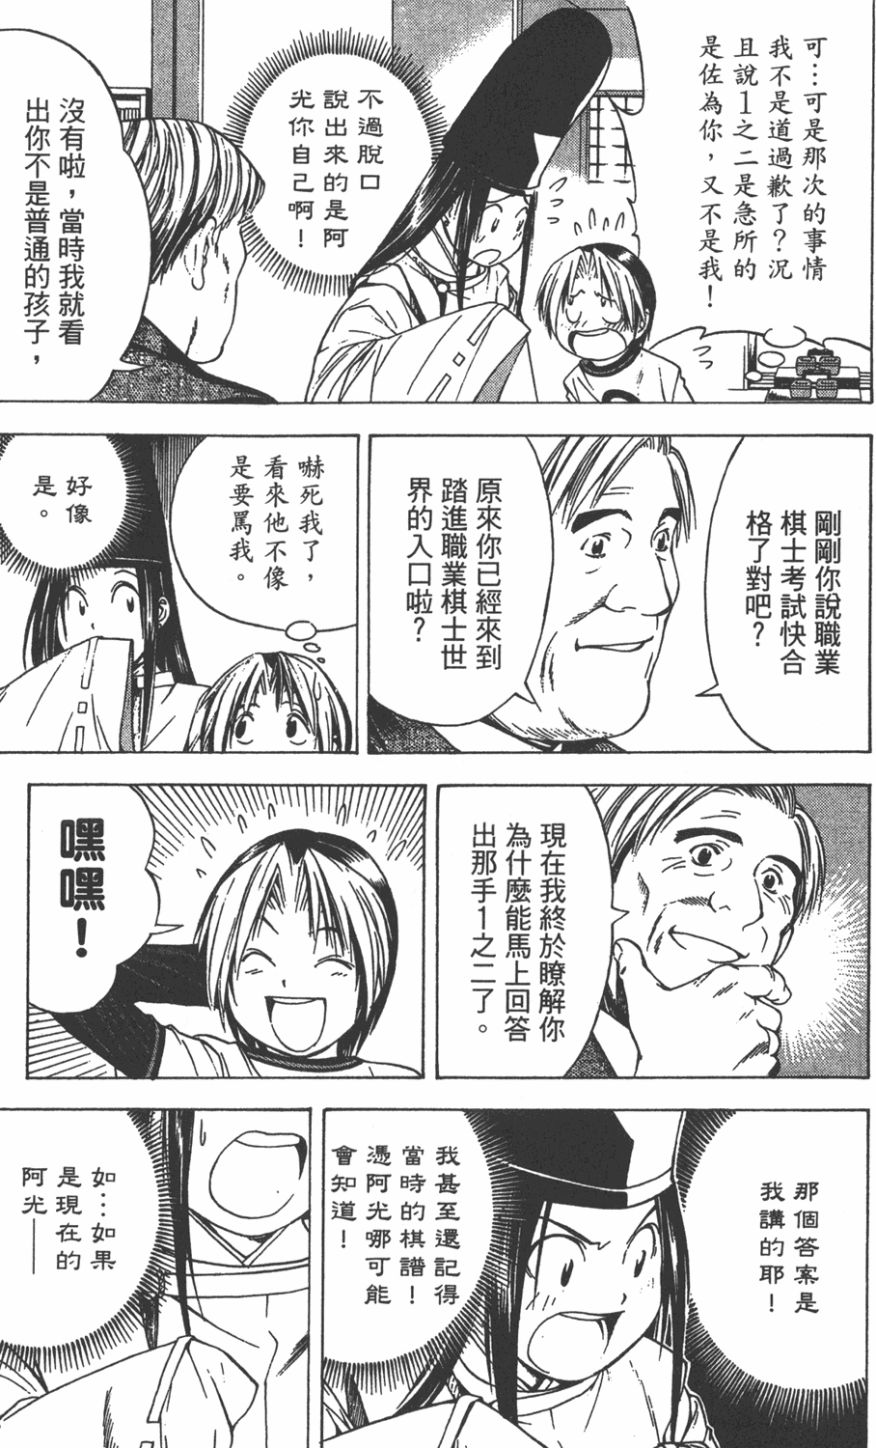 可…可是那次的事情
我不是道過歉了？況
且說1之二是急所的
是佐為你，又不是我！
不過脫口
說出來的是阿
光你自己啊！
沒有啦，當時我就看
出你不是普通的孩子，
剛剛你說職業
棋士考試快合
格了對吧？
原來你已經來到
踏進職業棋士世
界的入口啦？
嚇死我了，
看來他不像
是要罵我。
好像
是。
現在我終於瞭解你
為什麼能馬上回答
出那手1之二了。
嘿嘿！
那個答案是
我講的耶！
我甚至還記得
當時的棋譜！
憑阿光哪可能
會知道！
如…如果
是現在的
阿光——